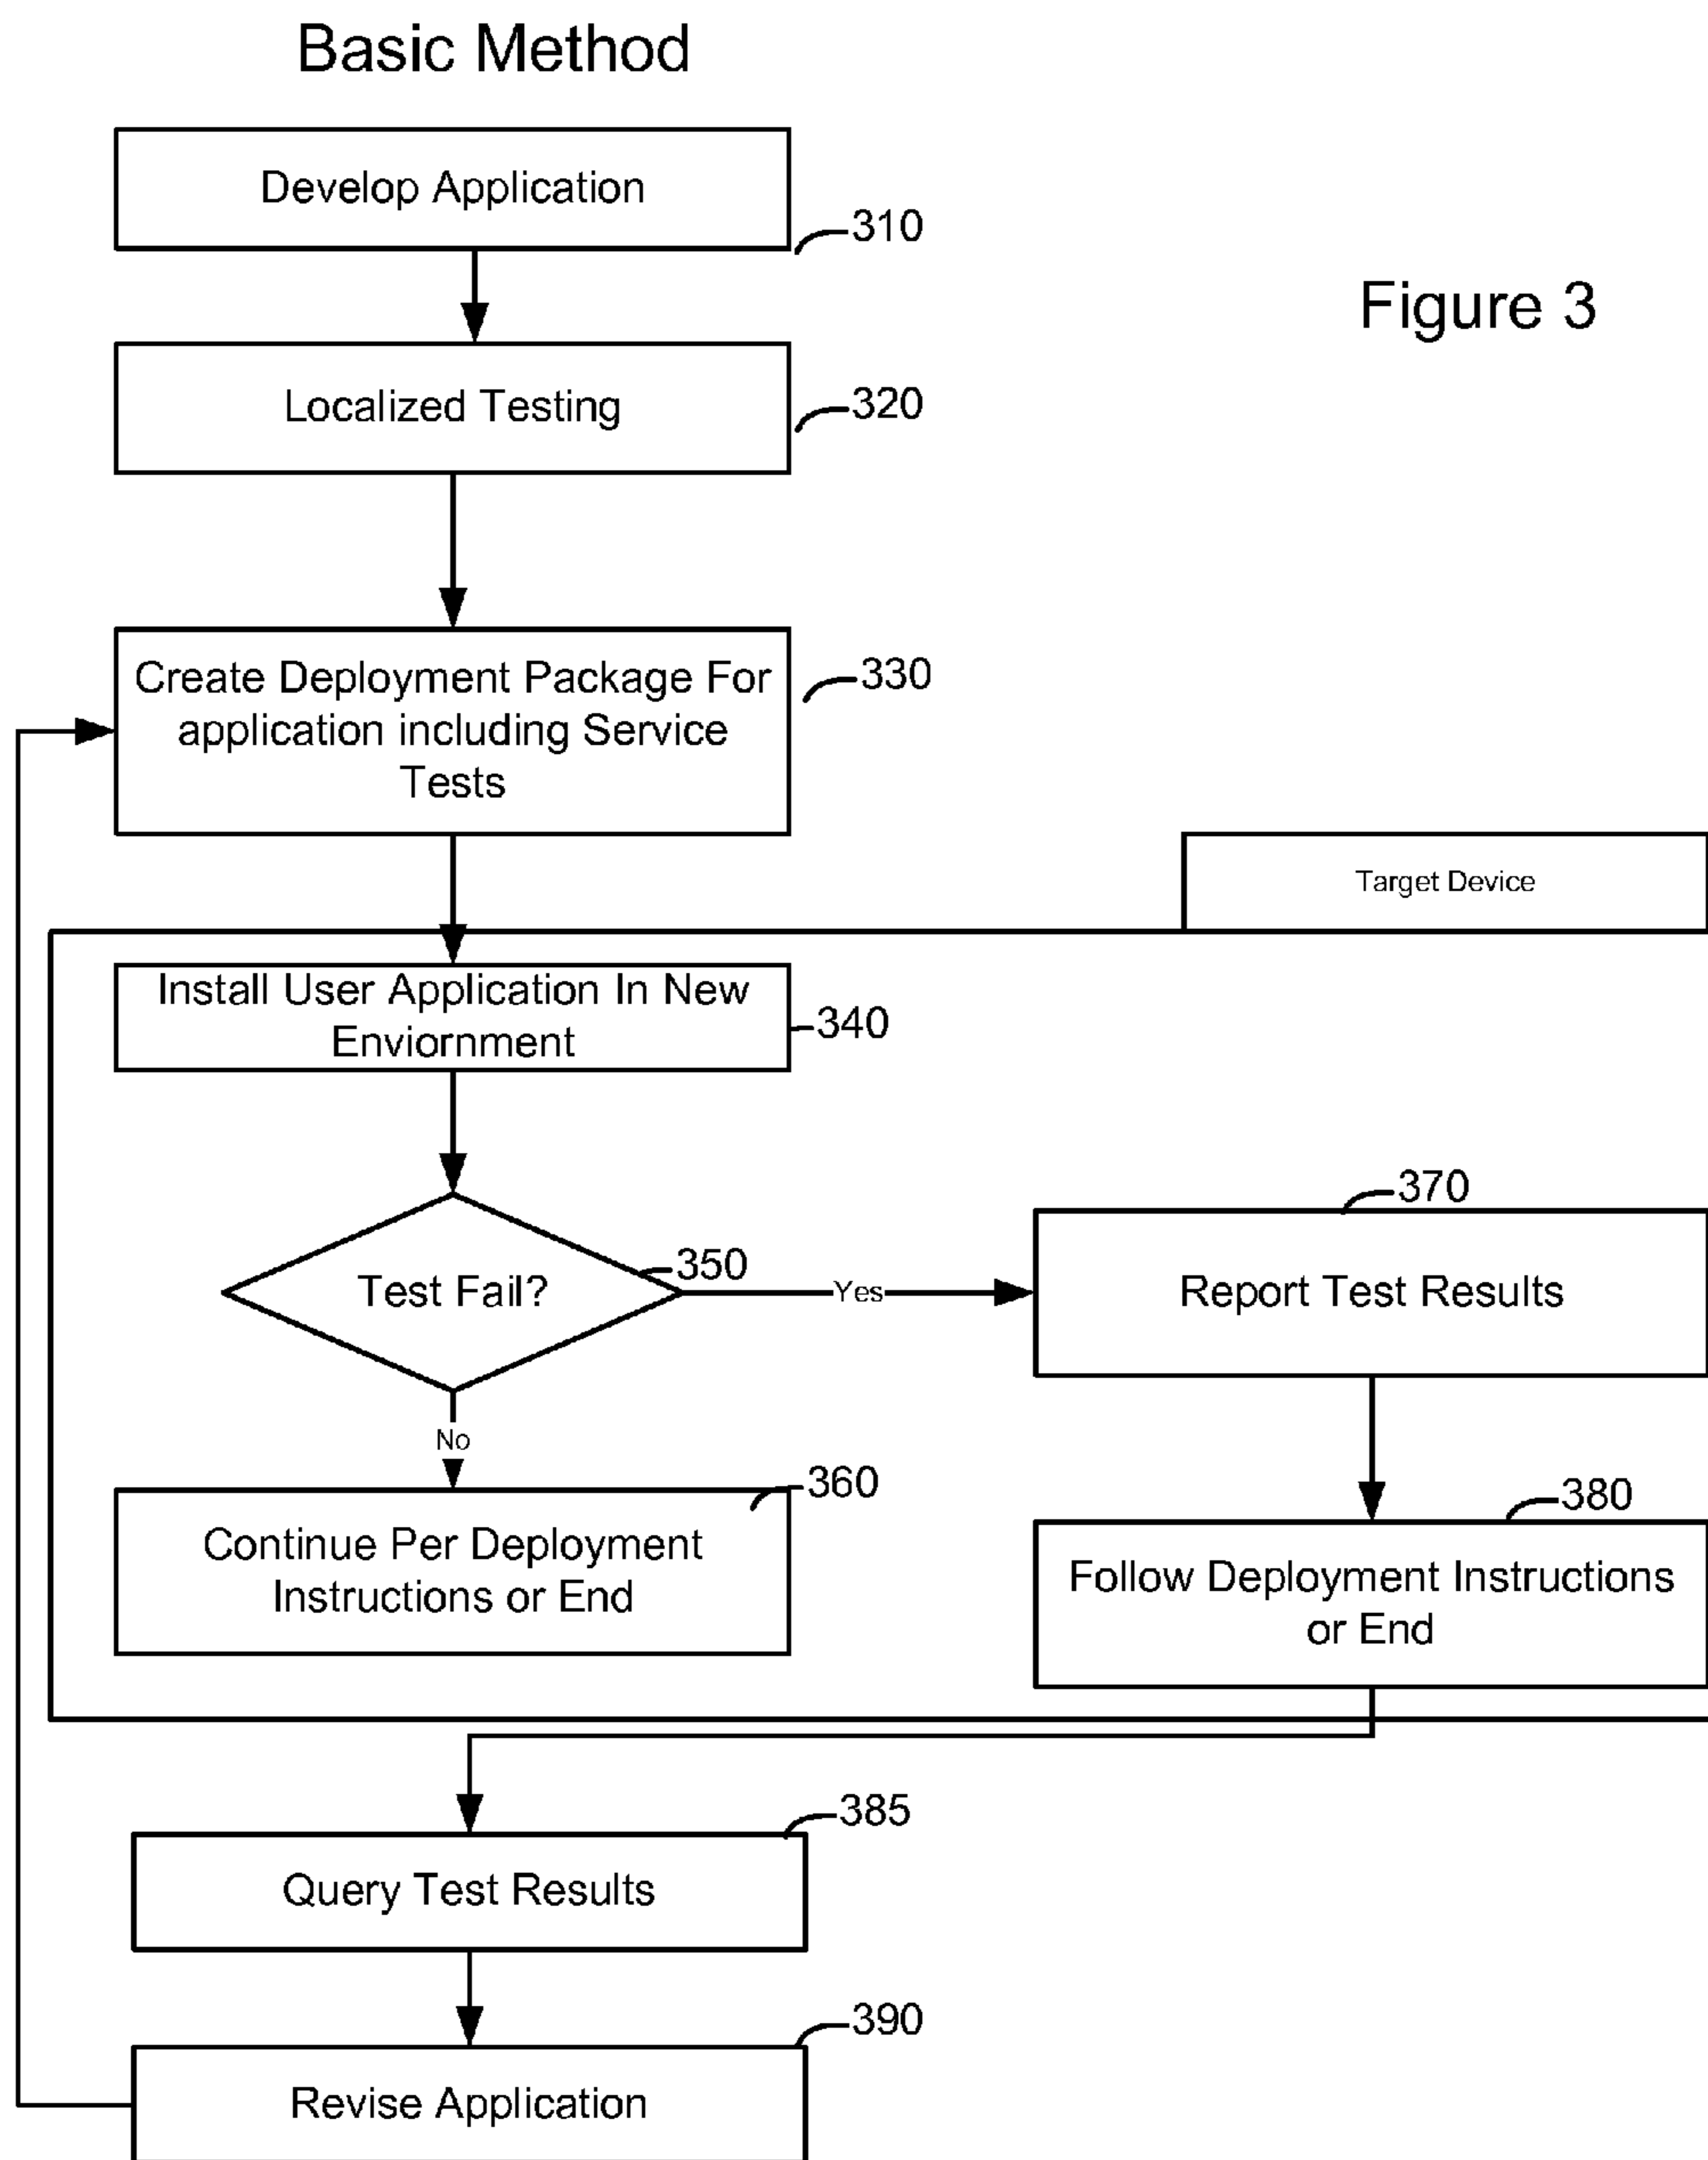 Basic Method
Develop Application
310
Figure 3
Localized Testing
320
Create Deployment Package For
application including Service
Tests
330
Target Device
Install User Application In New
Enviornment
340
Test Fail?
350
Yes
370
Report Test Results
No
360
Continue Per Deployment
Instructions or End
380
Follow Deployment Instructions
or End
385
Query Test Results
390
Revise Application